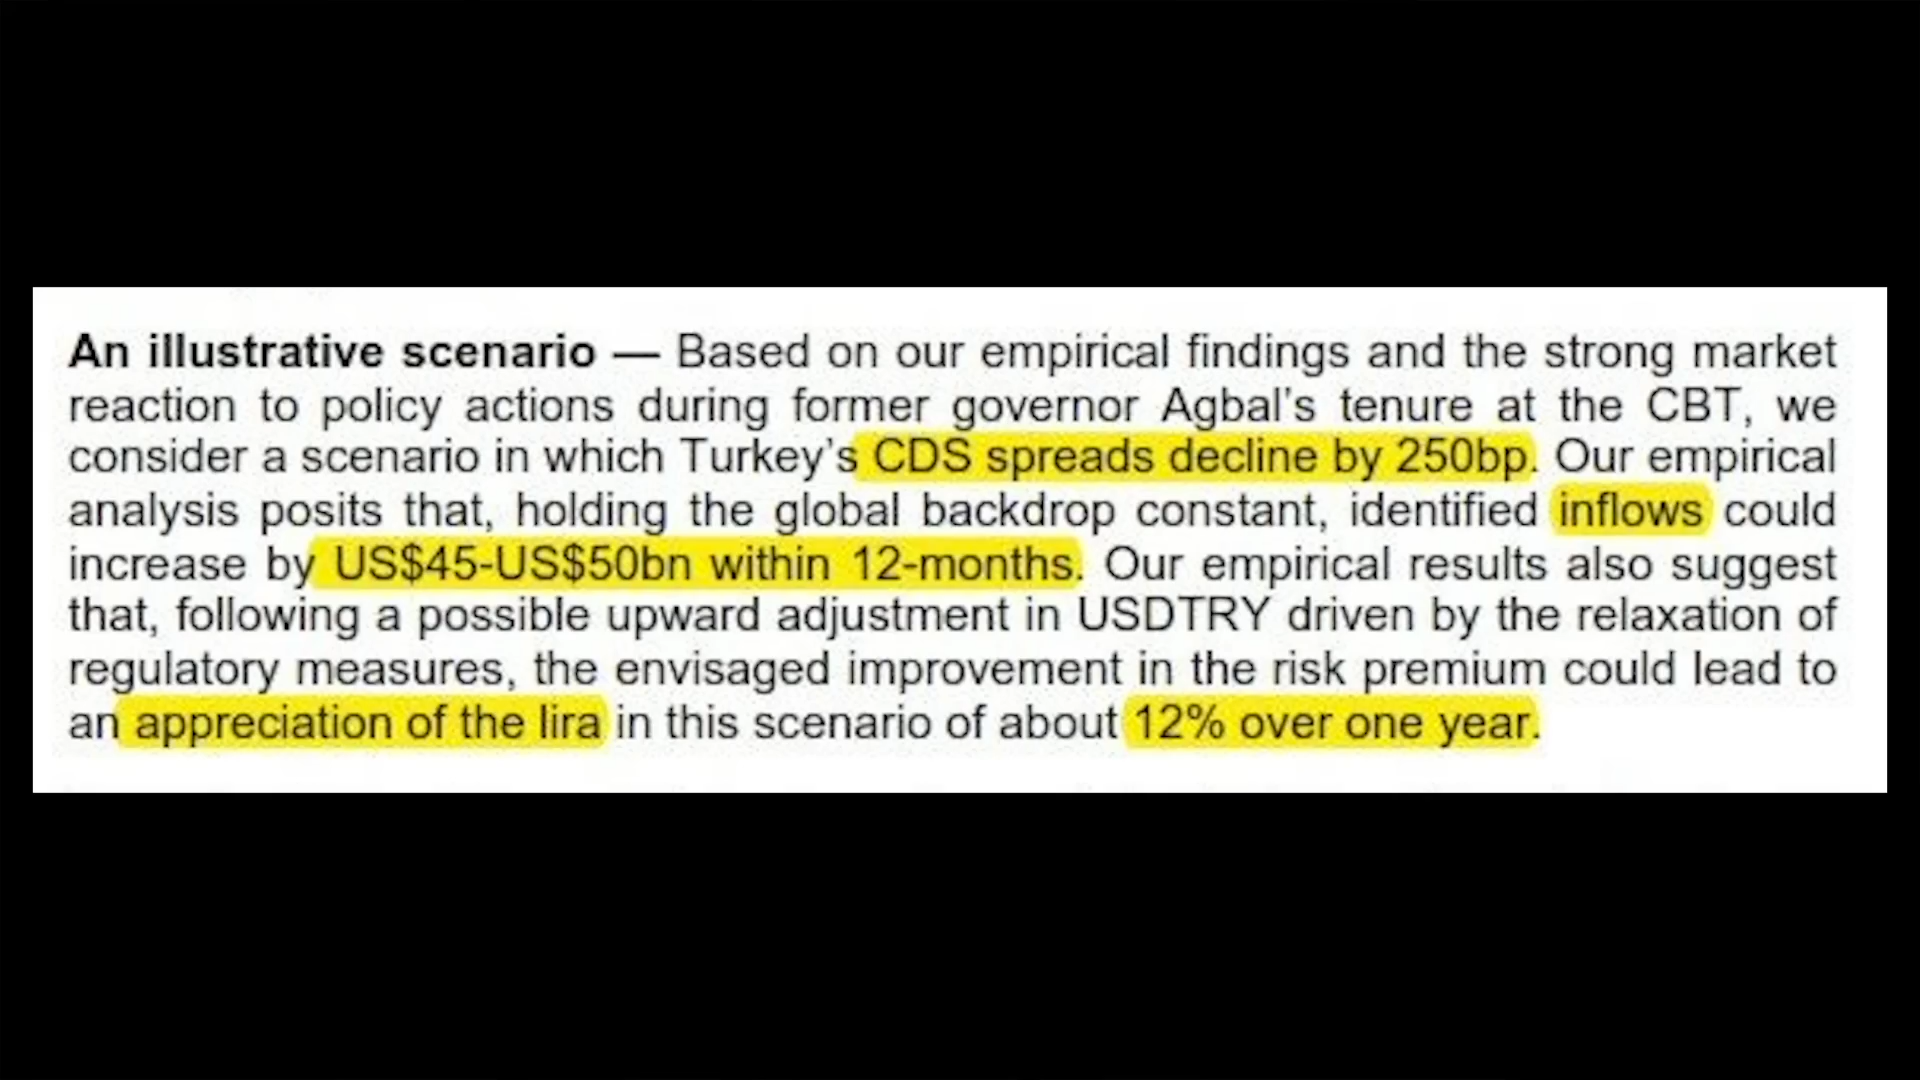 An illustrative scenario — Based on our empirical findings and the strong market
reaction to policy actions during former governor Agbal's tenure at the CBT, we
consider a scenario in which Turkey's CDS spreads decline by 250bp. Our empirical
analysis posits that, holding the global backdrop constant, identified inflows could
increase by US$45-US$50bn within 12-months. Our empirical results also suggest
that, following a possible upward adjustment in USDTRY driven by the relaxation of
regulatory measures, the envisaged improvement in the risk premium could lead to
an appreciation of the lira in this scenario of about 12% over one year.